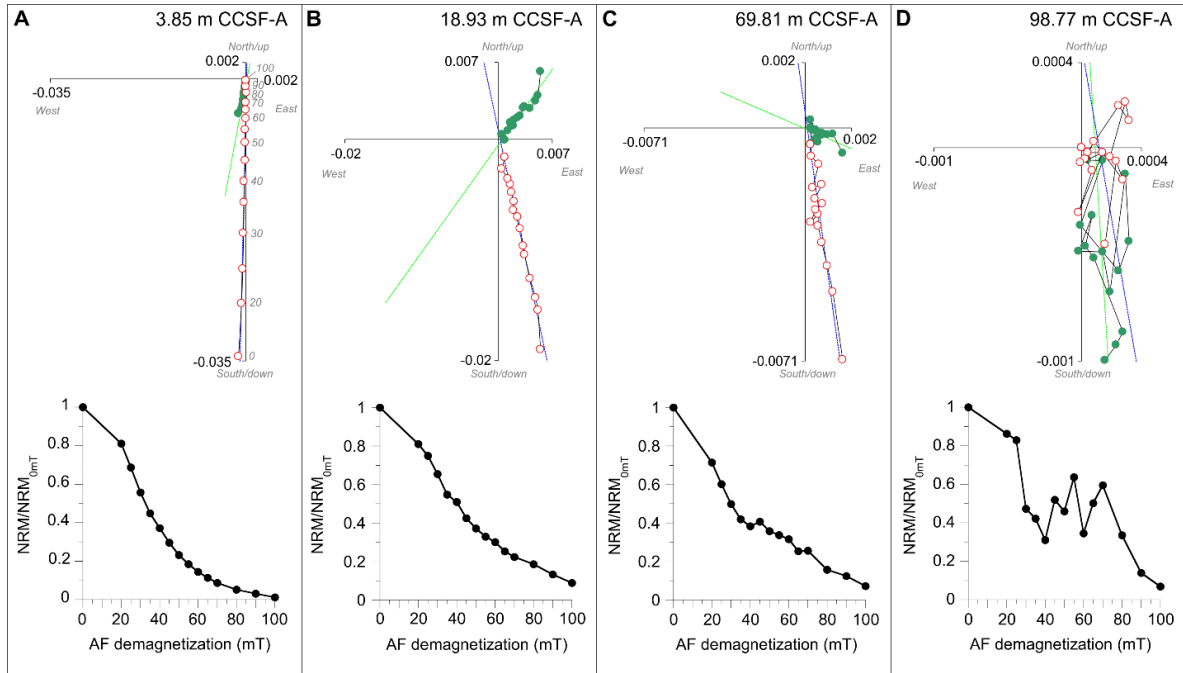 A
3.85 m CCSF-A
North/up
0.002
100
-0.035
0.002
90
80
70
West
East
60
50
40
30
20
-0.035
0
South/down
1
0.8
0.6
0.4
0.2
0
NRM/NRM0mT
0 20 40 60 80 100
AF demagnetization (mT)
B
18.93 m CCSF-A
North/up
0.007
-0.02
0.007
West
East
-0.02
South/down
1
0.8
0.6
0.4
0.2
0
NRM/NRM0mT
0 20 40 60 80 100
AF demagnetization (mT)
C
69.81 m CCSF-A
North/up
0.002
-0.0071
0.002
West
East
-0.0071
South/down
1
0.8
0.6
0.4
0.2
0
NRM/NRM0mT
0 20 40 60 80 100
AF demagnetization (mT)
D
98.77 m CCSF-A
North/up
0.0004
-0.001
0.0004
West
East
-0.001
South/down
1
0.8
0.6
0.4
0.2
0
NRM/NRM0mT
0 20 40 60 80 100
AF demagnetization (mT)